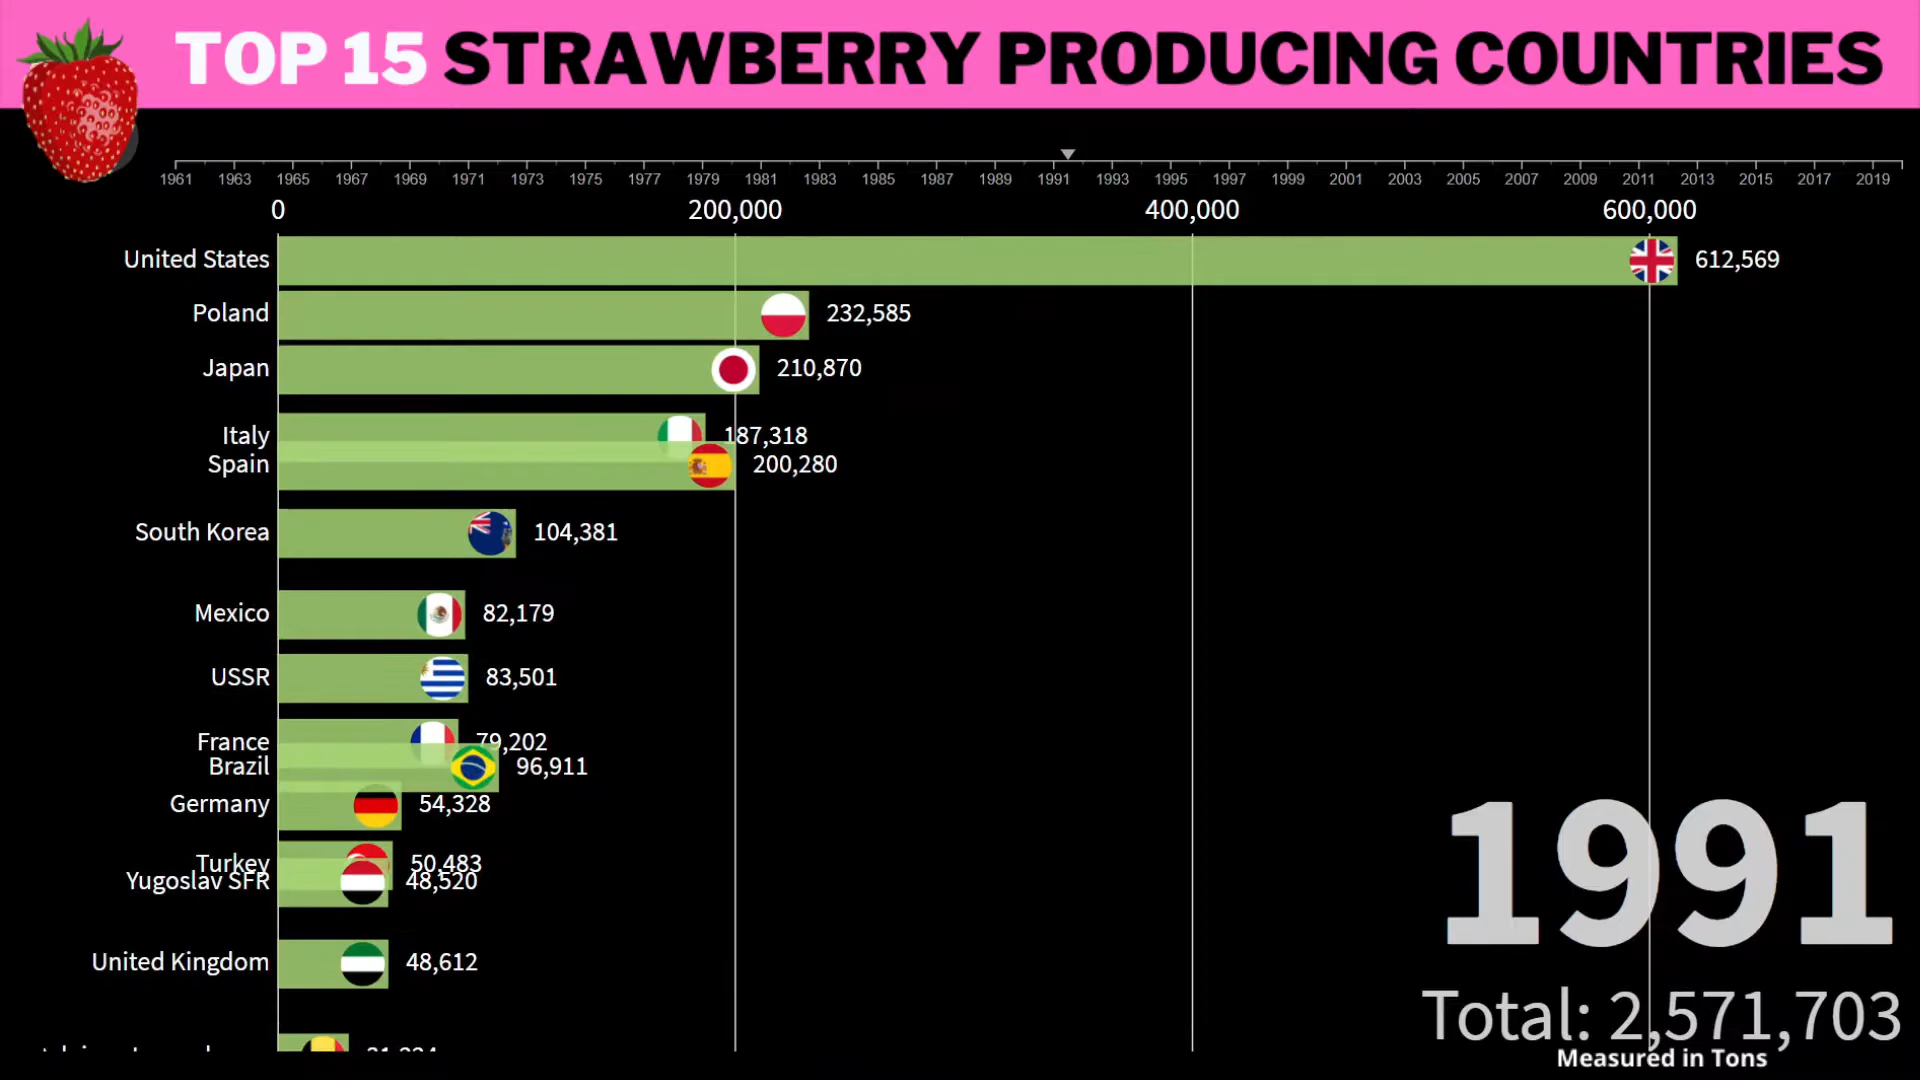 TOP 15 STRAWBERRY PRODUCING COUNTRIES
1961 1963 1965 1967 1969 1971 1973 1975 1977 1979 1981 1983 1985 1987 1989 1991 1993 1995 1997 1999 2001 2003 2005 2007 2009 2011 2013 2015 2017 2019
0 200,000 400,000 600,000
United States 612,569
Poland 232,585
Japan 210,870
Italy 187,318
Spain 200,280
South Korea 104,381
Mexico 82,179
USSR 83,501
France 79,202
Brazil 96,911
Germany 54,328
Turkey 50,483
Yugoslav SFR 48,520
United Kingdom 48,612
1991
Total: 2,571,703
Measured in Tons